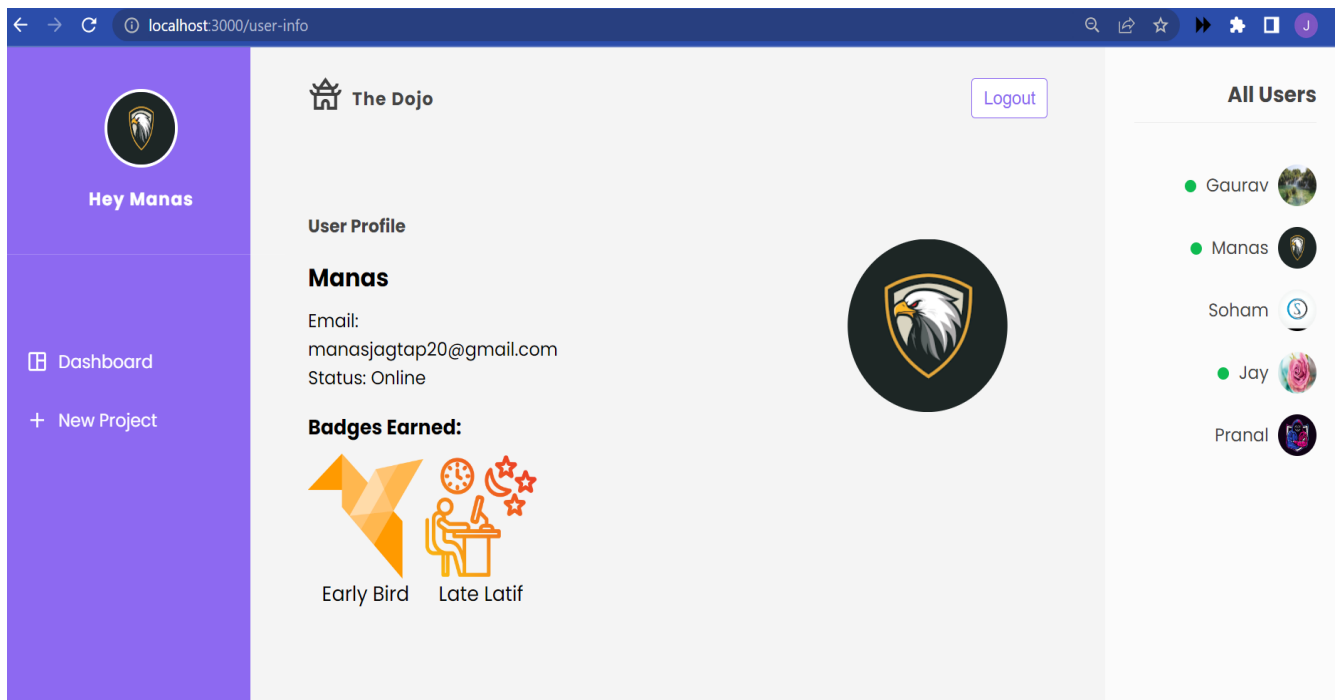 localhost:3000/user-info
J
The Dojo
Logout
All Users
Hey Manas
Dashboard
New Project
User Profile
Manas
Email:
manasjagtap20@gmail.com
Status: Online
Badges Earned:
Early Bird
Late Latif
Gaurav
Manas
Soham
S
Jay
Pranal